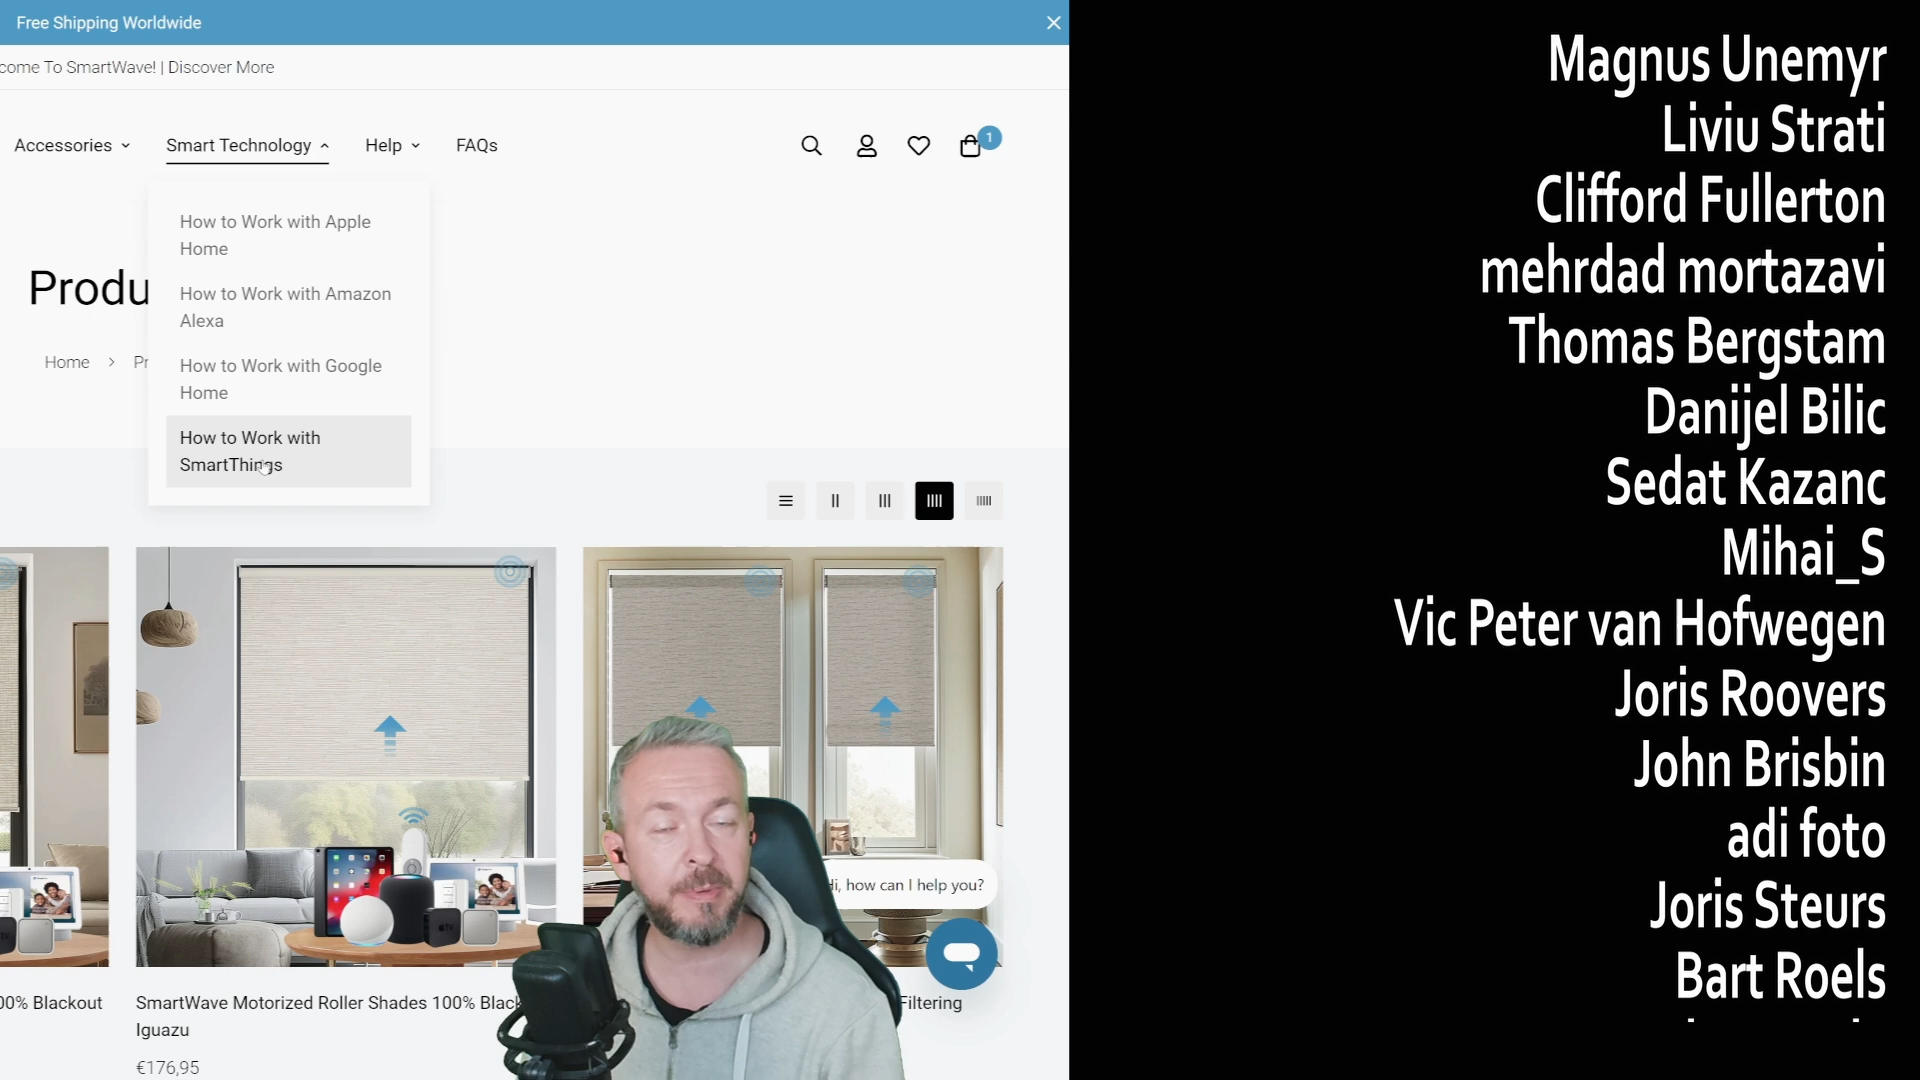 Free Shipping Worldwide
come To SmartWave! | Discover More
Accessories
Smart Technology
Help
FAQs
1
How to Work with Apple
Home
How to Work with Amazon
Alexa
How to Work with Google
Home
How to Work with
SmartThings
Produ
Home > Pr
Hi, how can I help you?
00% Blackout
SmartWave Motorized Roller Shades 100% Black
Iguazu
€176,95
Filtering
Magnus Unemyr
Liviu Strati
Clifford Fullerton
mehrdad mortazavi
Thomas Bergstam
Danijel Bilic
Sedat Kazanc
Mihai_S
Vic Peter van Hofwegen
Joris Roovers
John Brisbin
adi foto
Joris Steurs
Bart Roels